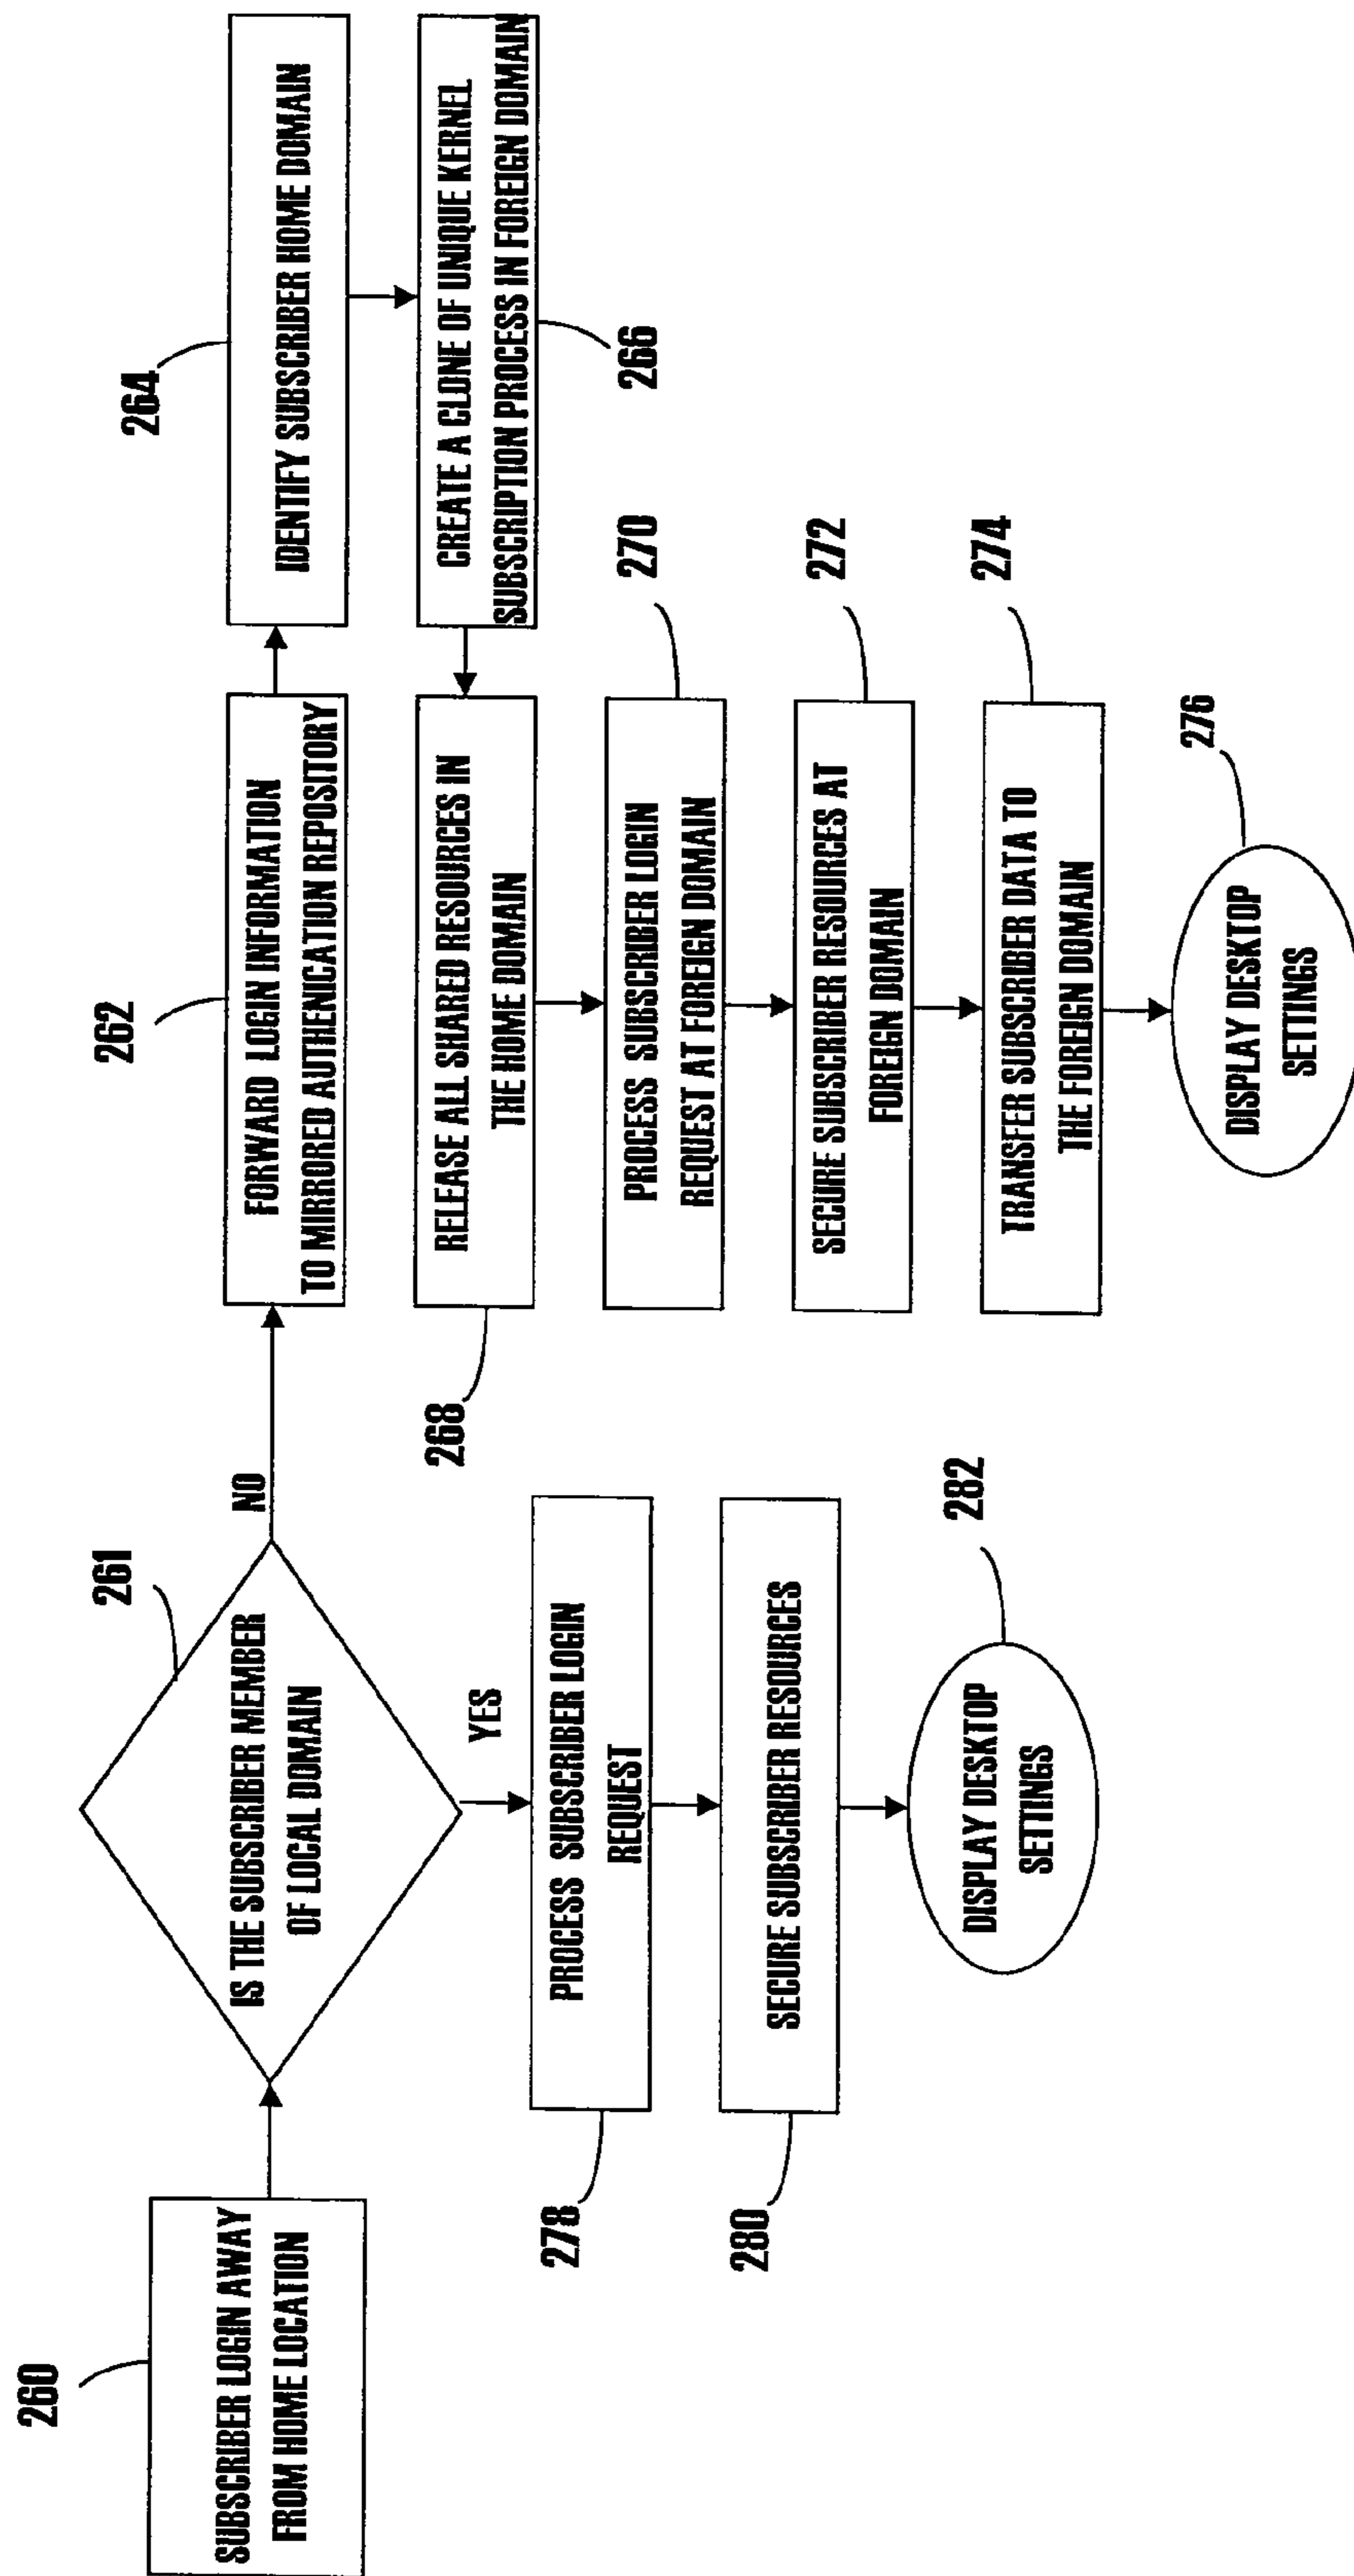 260
SUBSCRIBER LOGIN AWAY
FROM HOME LOCATION
261
IS THE SUBSCRIBER MEMBER
OF LOCAL DOMAIN
NO
YES
262
FORWARD LOGIN INFORMATION
TO MIRRORED AUTHENICATION REPOSITORY
264
IDENTIFY SUBSCRIBER HOME DOMAIN
CREATE A CLONE OF UNIQUE KERNEL
SUBSCRIPTION PROCESS IN FOREIGN DOMAIN
266
268
RELEASE ALL SHARED RESOURCES IN
THE HOME DOMAIN
270
PROCESS SUBSCRIBER LOGIN
REQUEST AT FOREIGN DOMAIN
272
SECURE SUBSCRIBER RESOURCES AT
FOREIGN DOMAIN
274
TRANSFER SUBSCRIBER DATA TO
THE FOREIGN DOMAIN
276
DISPLAY DESKTOP
SETTINGS
278
PROCESS SUBSCRIBER LOGIN
REQUEST
280
SECURE SUBSCRIBER RESOURCES
282
DISPLAY DESKTOP
SETTINGS